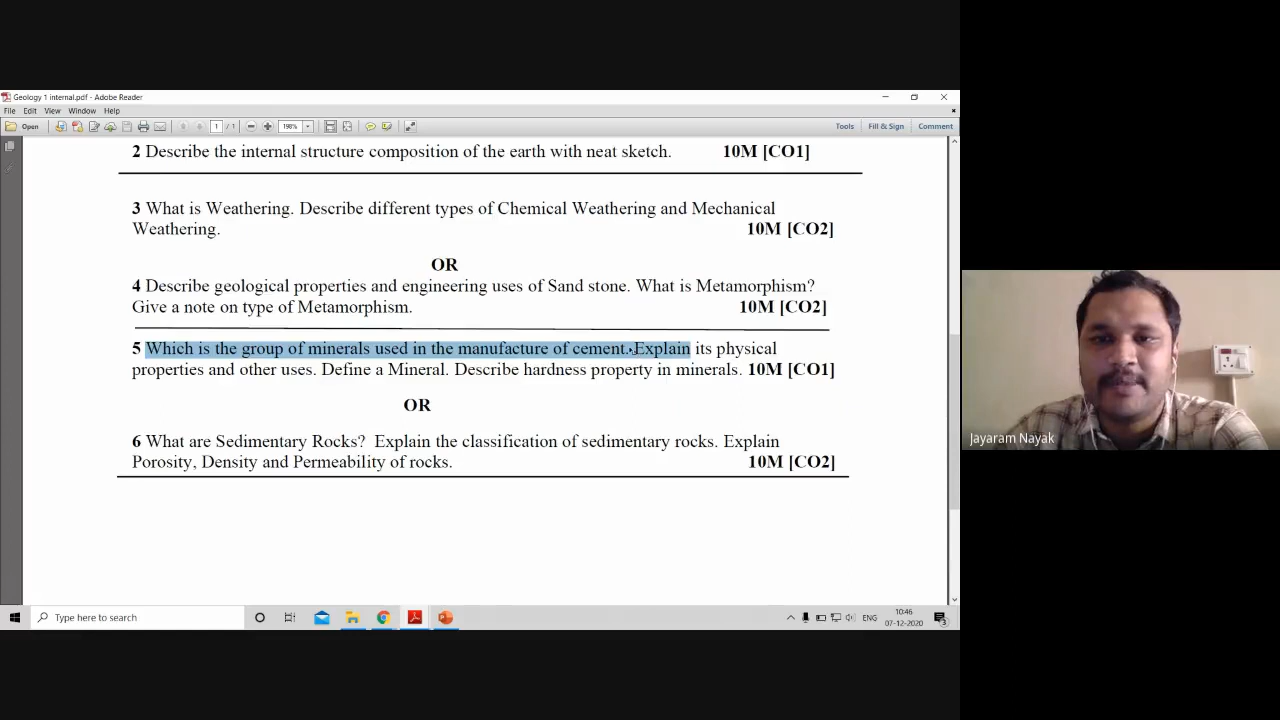 Geology 1 internal.pdf - Adobe Reader
File Edit View Window Help
Open 1 / 1 198% Tools Fill & Sign Comment
2 Describe the internal structure composition of the earth with neat sketch. 10M [CO1]
3 What is Weathering. Describe different types of Chemical Weathering and Mechanical
Weathering. 10M [CO2]
OR
4 Describe geological properties and engineering uses of Sand stone. What is Metamorphism?
Give a note on type of Metamorphism. 10M [CO2]
5 Which is the group of minerals used in the manufacture of cement. Explain its physical
properties and other uses. Define a Mineral. Describe hardness property in minerals. 10M [CO1]
OR
6 What are Sedimentary Rocks? Explain the classification of sedimentary rocks. Explain
Porosity, Density and Permeability of rocks. 10M [CO2]
Jayaram Nayak
Type here to search
ENG
10:46
07-12-2020
3